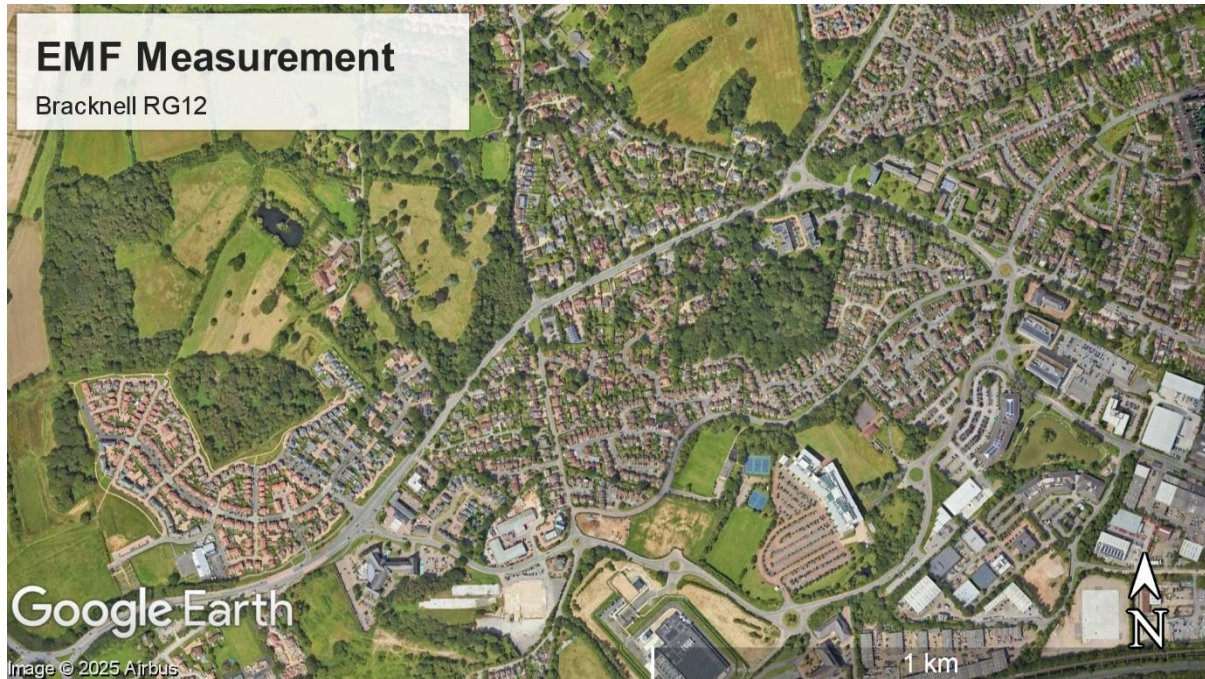 EMF Measurement
Bracknell RG12
Google Earth
Image © 2025 Airbus
1 km
N